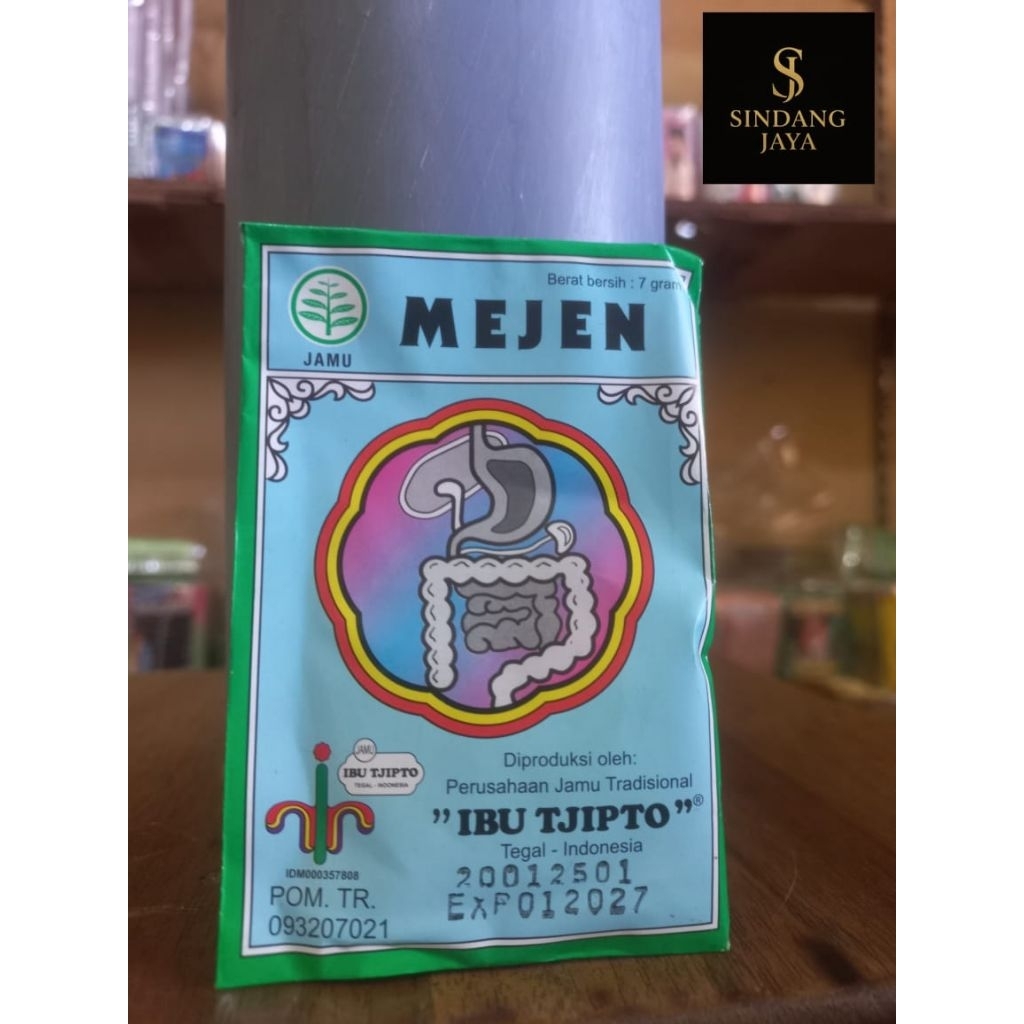 SJ
SINDANG
JAYA
Berat bersih : 7 gram
MEJEN
JAMU
Diproduksi oleh:
Perusahaan Jamu Tradisional
"IBU TJIPTO"®
Tegal - Indonesia
20012501
EXP012027
JAMU
IBU TJIPTO
TEGAL - INDONESIA
IDM000357808
POM. TR.
093207021